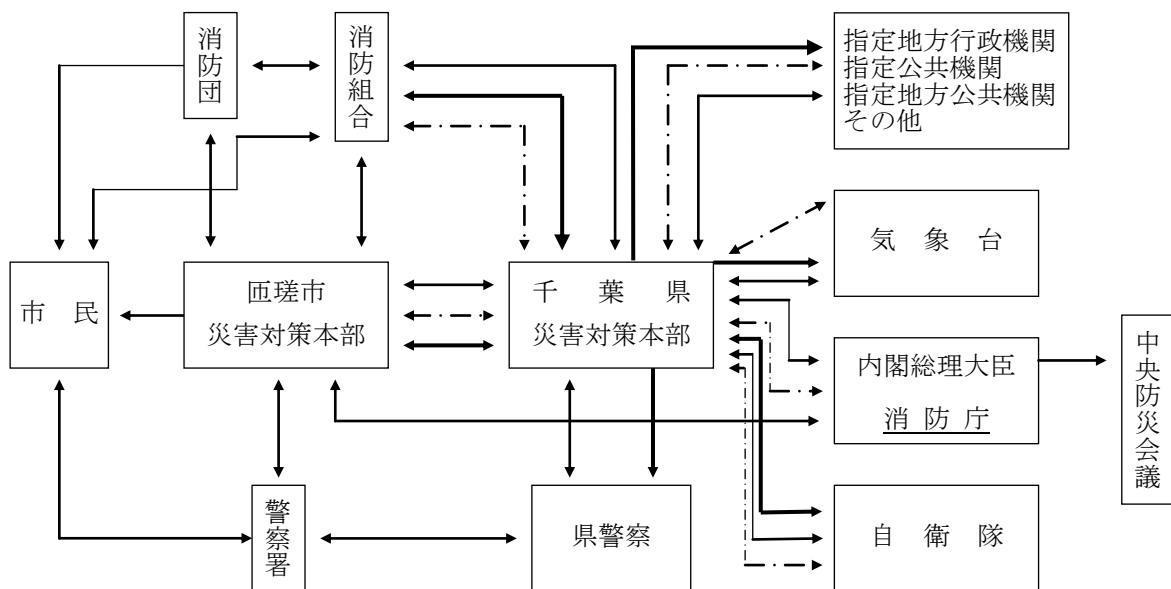 消防団
消防組合
指定地方行政機関
指定公共機関
指定地方公共機関
その他
気象台
市民
匝瑳市
災害対策本部
千葉県
災害対策本部
内閣総理大臣
消防庁
中央防災会議
警察署
県警察
自衛隊